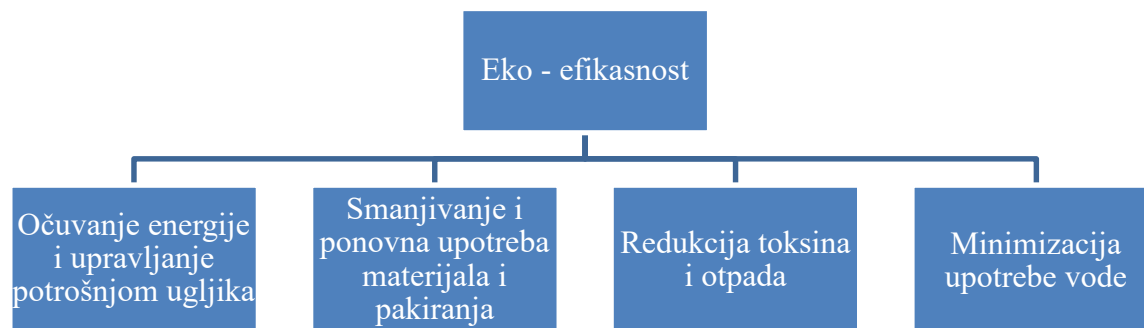 Eko - efikasnost
Očuvanje energije
i upravljanje
potrošnjom ugljika
Smanjivanje i
ponovna upotreba
materijala i
pakiranja
Redukcija toksina
i otpada
Minimizacija
upotrebe vode